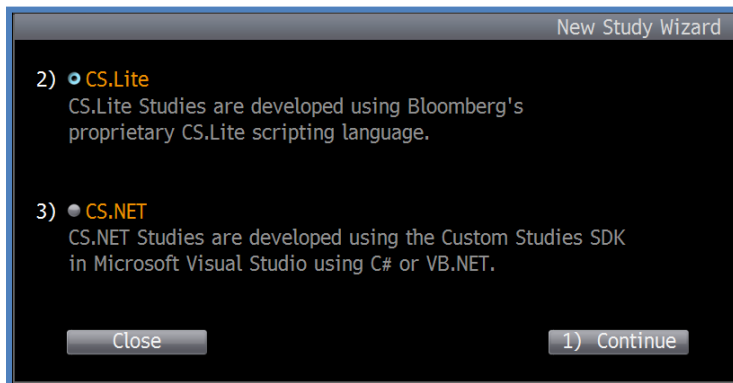 New Study Wizard
2) CS.Lite
CS.Lite Studies are developed using Bloomberg's
proprietary CS.Lite scripting language.
3) CS.NET
CS.NET Studies are developed using the Custom Studies SDK
in Microsoft Visual Studio using C# or VB.NET.
Close 1) Continue